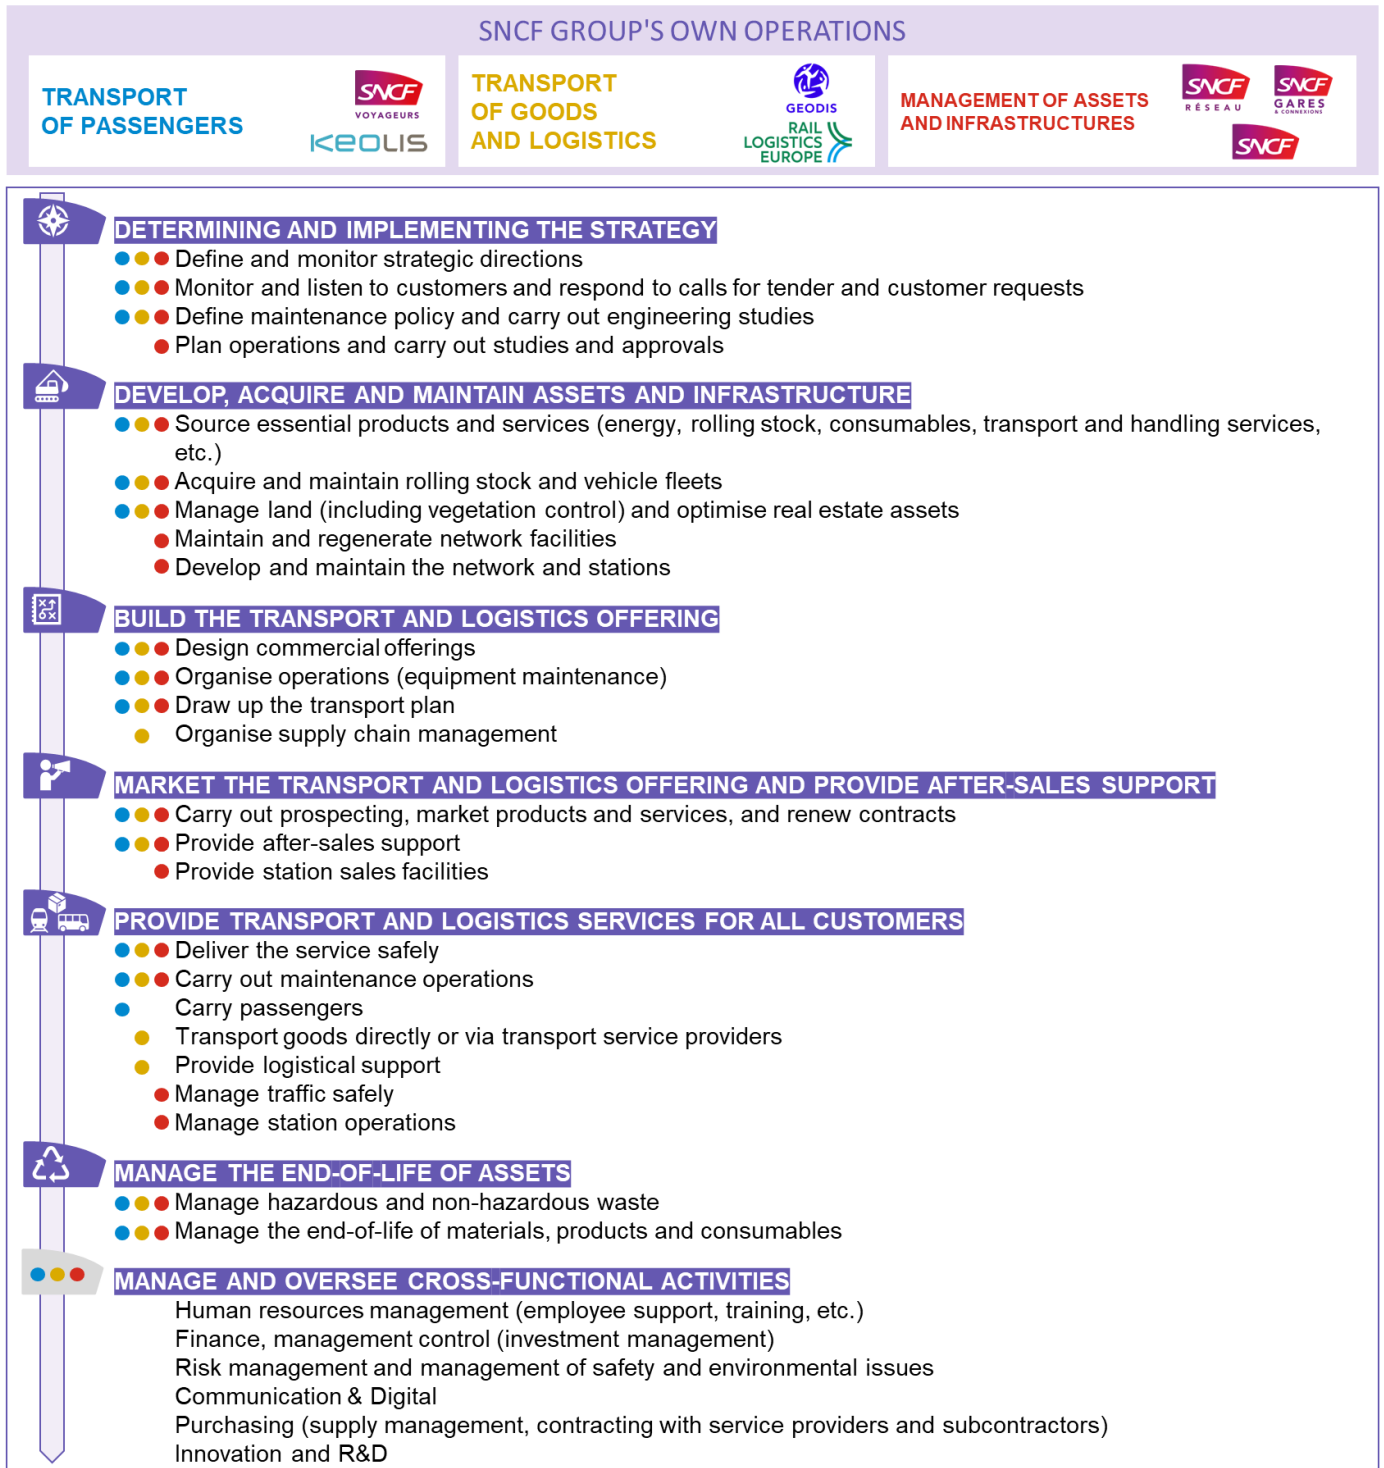 SNCF GROUP'S OWN OPERATIONS
TRANSPORT
OF PASSENGERS
SNCF
VOYAGEURS
KEOLIS
TRANSPORT
OF GOODS
AND LOGISTICS
GEODIS
RAIL
LOGISTICS
EUROPE
MANAGEMENT OF ASSETS
AND INFRASTRUCTURES
SNCF
RÉSEAU
SNCF
GARES
& CONNEXIONS
SNCF
DETERMINING AND IMPLEMENTING THE STRATEGY
Define and monitor strategic directions
Monitor and listen to customers and respond to calls for tender and customer requests
Define maintenance policy and carry out engineering studies
Plan operations and carry out studies and approvals
DEVELOP, ACQUIRE AND MAINTAIN ASSETS AND INFRASTRUCTURE
Source essential products and services (energy, rolling stock, consumables, transport and handling services,
etc.)
Acquire and maintain rolling stock and vehicle fleets
Manage land (including vegetation control) and optimise real estate assets
Maintain and regenerate network facilities
Develop and maintain the network and stations
BUILD THE TRANSPORT AND LOGISTICS OFFERING
Design commercial offerings
Organise operations (equipment maintenance)
Draw up the transport plan
Organise supply chain management
MARKET THE TRANSPORT AND LOGISTICS OFFERING AND PROVIDE AFTER-SALES SUPPORT
Carry out prospecting, market products and services, and renew contracts
Provide after-sales support
Provide station sales facilities
PROVIDE TRANSPORT AND LOGISTICS SERVICES FOR ALL CUSTOMERS
Deliver the service safely
Carry out maintenance operations
Carry passengers
Transport goods directly or via transport service providers
Provide logistical support
Manage traffic safely
Manage station operations
MANAGE THE END-OF-LIFE OF ASSETS
Manage hazardous and non-hazardous waste
Manage the end-of-life of materials, products and consumables
MANAGE AND OVERSEE CROSS-FUNCTIONAL ACTIVITIES
Human resources management (employee support, training, etc.)
Finance, management control (investment management)
Risk management and management of safety and environmental issues
Communication & Digital
Purchasing (supply management, contracting with service providers and subcontractors)
Innovation and R&D